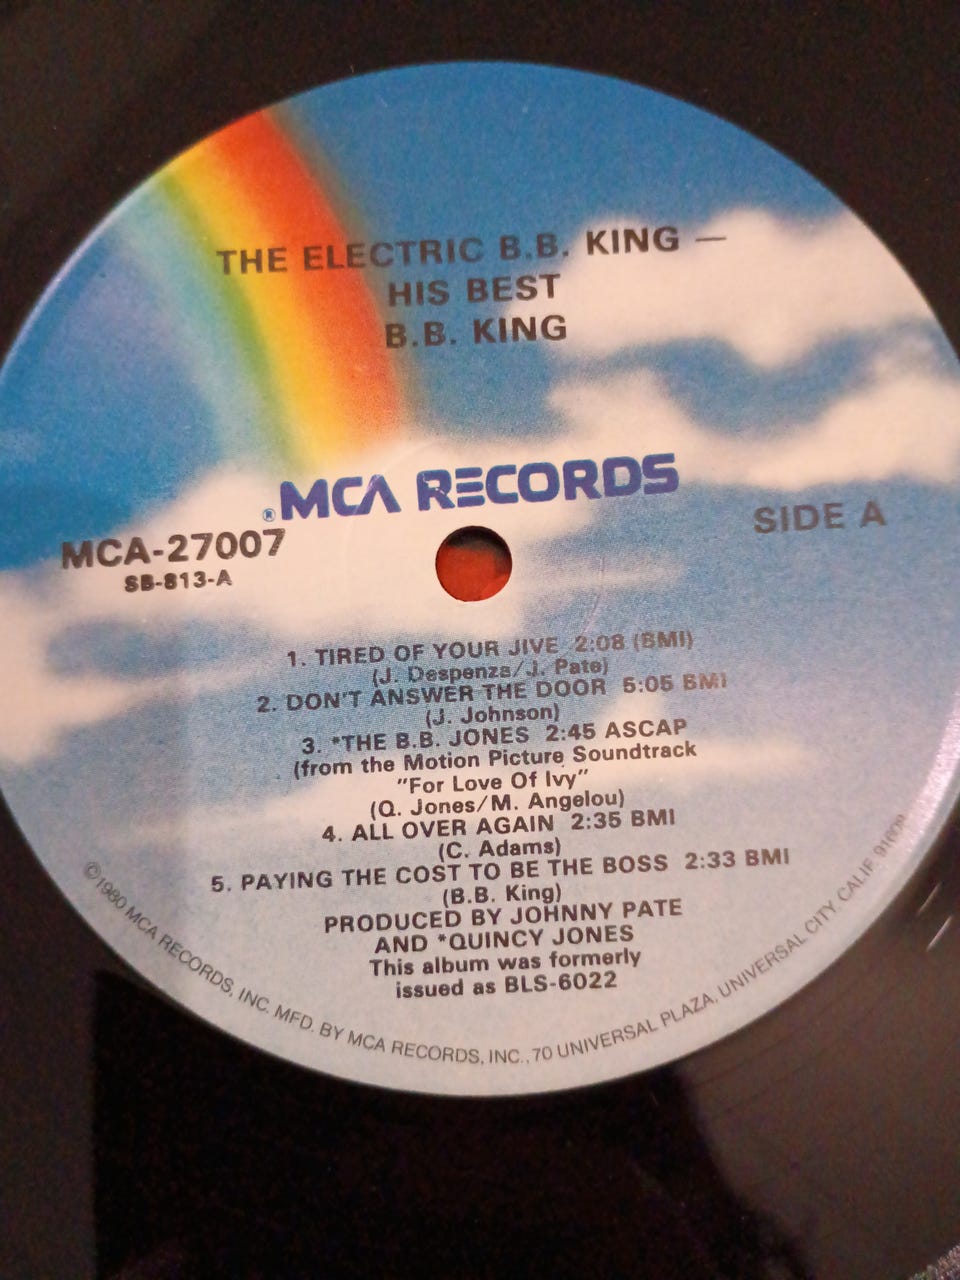 THE ELECTRIC B.B. KING —
HIS BEST
B.B. KING
® MCA RECORDS
MCA-27007
SB-813-A
SIDE A
1. TIRED OF YOUR JIVE 2:08 (BMI)
(J. Despenza/J. Pate)
2. DON'T ANSWER THE DOOR 5:05 BMI
(J. Johnson)
3. *THE B.B. JONES 2:45 ASCAP
(from the Motion Picture Soundtrack
"For Love Of Ivy"
(Q. Jones/M. Angelou)
4. ALL OVER AGAIN 2:35 BMI
(C. Adams)
5. PAYING THE COST TO BE THE BOSS 2:33 BMI
(B.B. King)
PRODUCED BY JOHNNY PATE
AND *QUINCY JONES
This album was formerly
issued as BLS-6022
©1980 MCA RECORDS, INC. MFD. BY MCA RECORDS, INC., 70 UNIVERSAL PLAZA, UNIVERSAL CITY, CALIF.